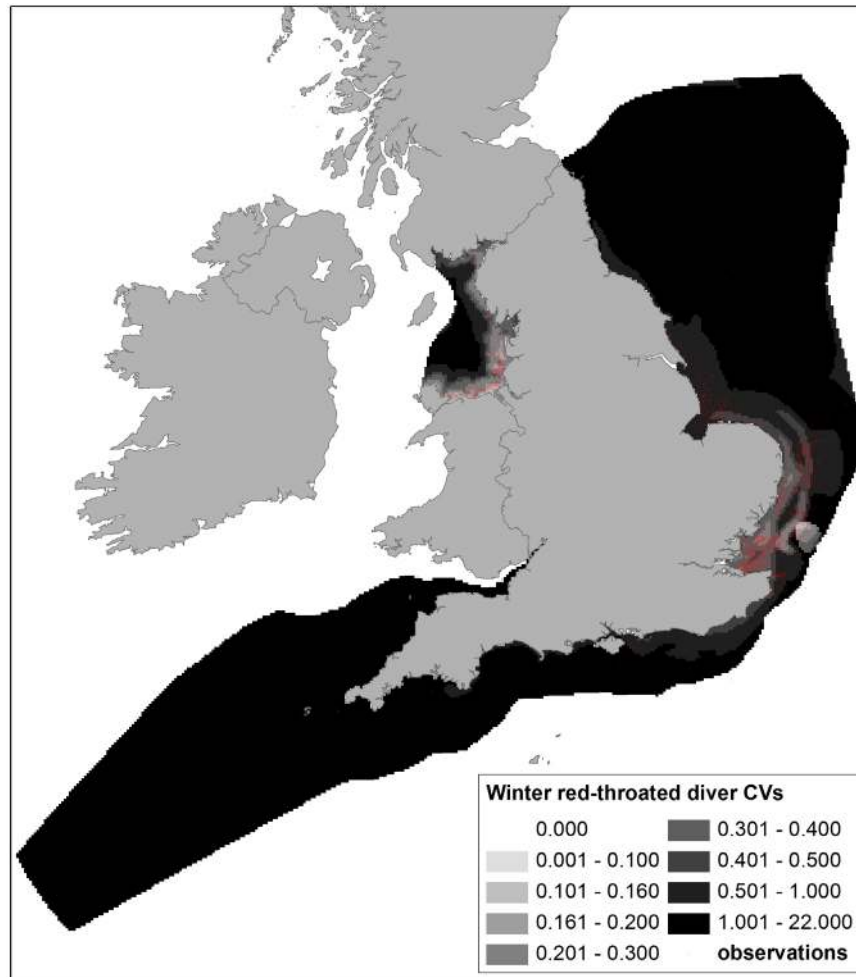 Winter red-throated diver CVs
0.000
0.001 - 0.100
0.101 - 0.160
0.161 - 0.200
0.201 - 0.300
0.301 - 0.400
0.401 - 0.500
0.501 - 1.000
1.001 - 22.000
observations